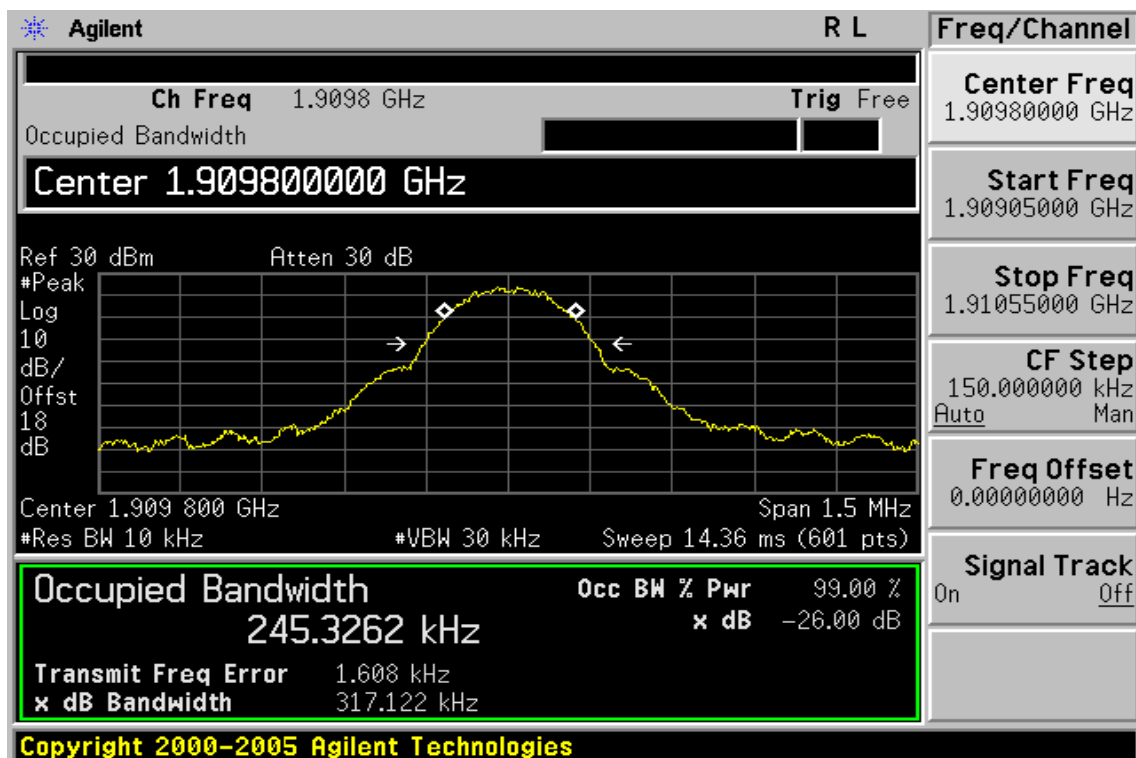 Agilent R L
Ch Freq 1.9098 GHz Trig Free
Occupied Bandwidth
Center 1.909800000 GHz
Ref 30 dBm Atten 30 dB
#Peak
Log
10
dB/
Offst
18
dB
Center 1.909 800 GHz Span 1.5 MHz
#Res BW 10 kHz #VBW 30 kHz Sweep 14.36 ms (601 pts)
Occupied Bandwidth Occ BW % Pwr 99.00 %
245.3262 kHz x dB -26.00 dB
Transmit Freq Error 1.608 kHz
x dB Bandwidth 317.122 kHz
Copyright 2000-2005 Agilent Technologies
Freq/Channel
Center Freq
1.90980000 GHz
Start Freq
1.90905000 GHz
Stop Freq
1.91055000 GHz
CF Step
150.000000 kHz
Auto Man
Freq Offset
0.00000000 Hz
Signal Track
On Off